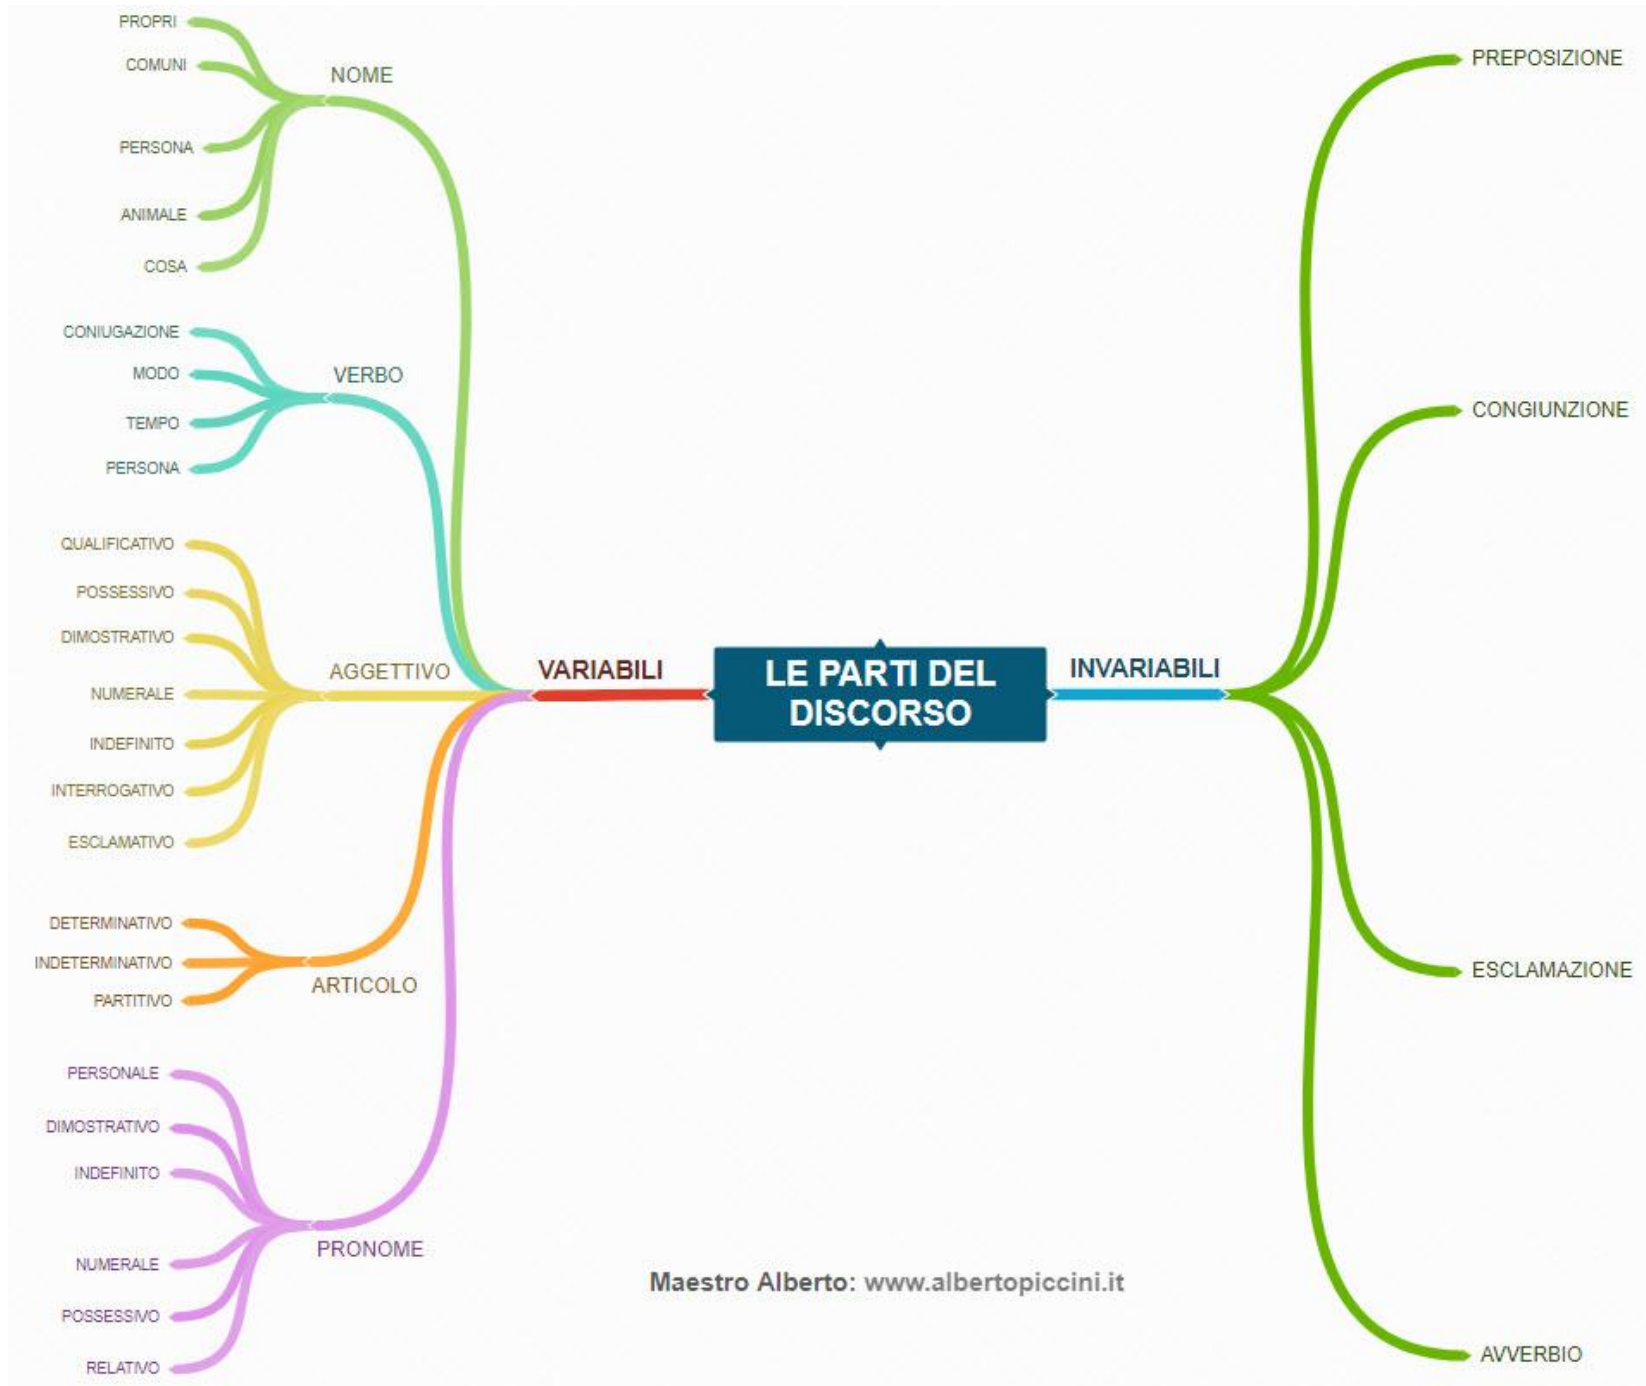 LE PARTI DEL
DISCORSO
VARIABILI
NOME
PROPRI
COMUNI
PERSONA
ANIMALE
COSA
VERBO
CONIUGAZIONE
MODO
TEMPO
PERSONA
AGGETTIVO
QUALIFICATIVO
POSSESSIVO
DIMOSTRATIVO
NUMERALE
INDEFINITO
INTERROGATIVO
ESCLAMATIVO
ARTICOLO
DETERMINATIVO
INDETERMINATIVO
PARTITIVO
PRONOME
PERSONALE
DIMOSTRATIVO
INDEFINITO
NUMERALE
POSSESSIVO
RELATIVO
INVARIABILI
PREPOSIZIONE
CONGIUNZIONE
ESCLAMAZIONE
AVVERBIO
Maestro Alberto: www.albertopiccini.it